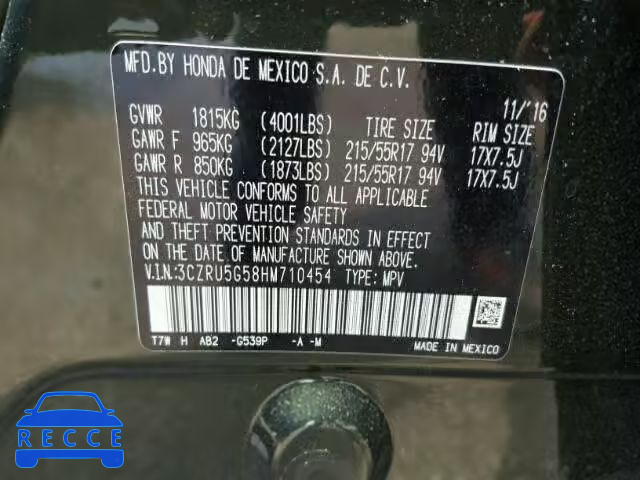 MFD.BY HONDA DE MEXICO S.A. DE C.V.
11/'16
GVWR 1815KG (4001LBS) TIRE SIZE RIM SIZE
GAWR F 965KG (2127LBS) 215/55R17 94V 17X7.5J
GAWR R 850KG (1873LBS) 215/55R17 94V 17X7.5J
THIS VEHICLE CONFORMS TO ALL APPLICABLE
FEDERAL MOTOR VEHICLE SAFETY
AND THEFT PREVENTION STANDARDS IN EFFECT
ON THE DATE OF MANUFACTURE SHOWN ABOVE.
V.I.N.:3CZRU5G58HM710454 TYPE: MPV
T7W H AB2 -G539P -A -M
MADE IN MEXICO
RECCE